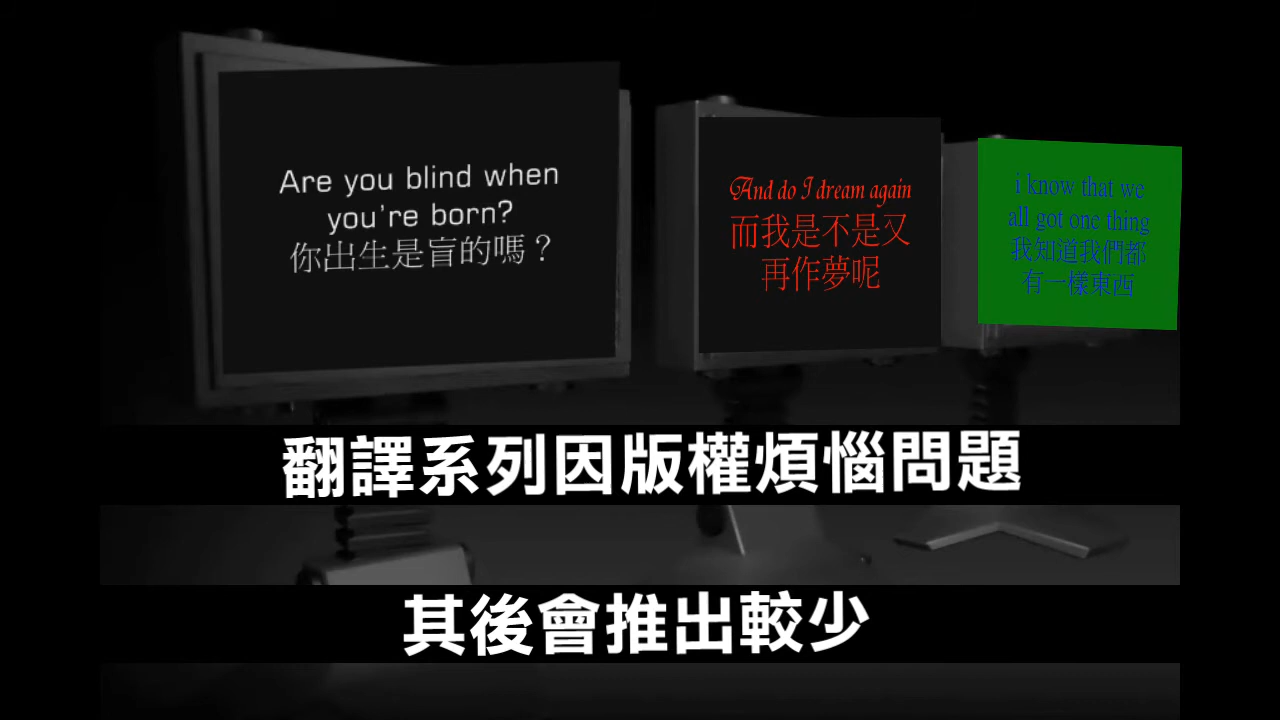 Are you blind when
you're born?
你出生是盲的嗎？
And do I dream again
而我是不是又
再作夢呢
i know that we
all got one thing
我知道我們都
有一樣東西
翻譯系列因版權煩惱問題
其後會推出較少